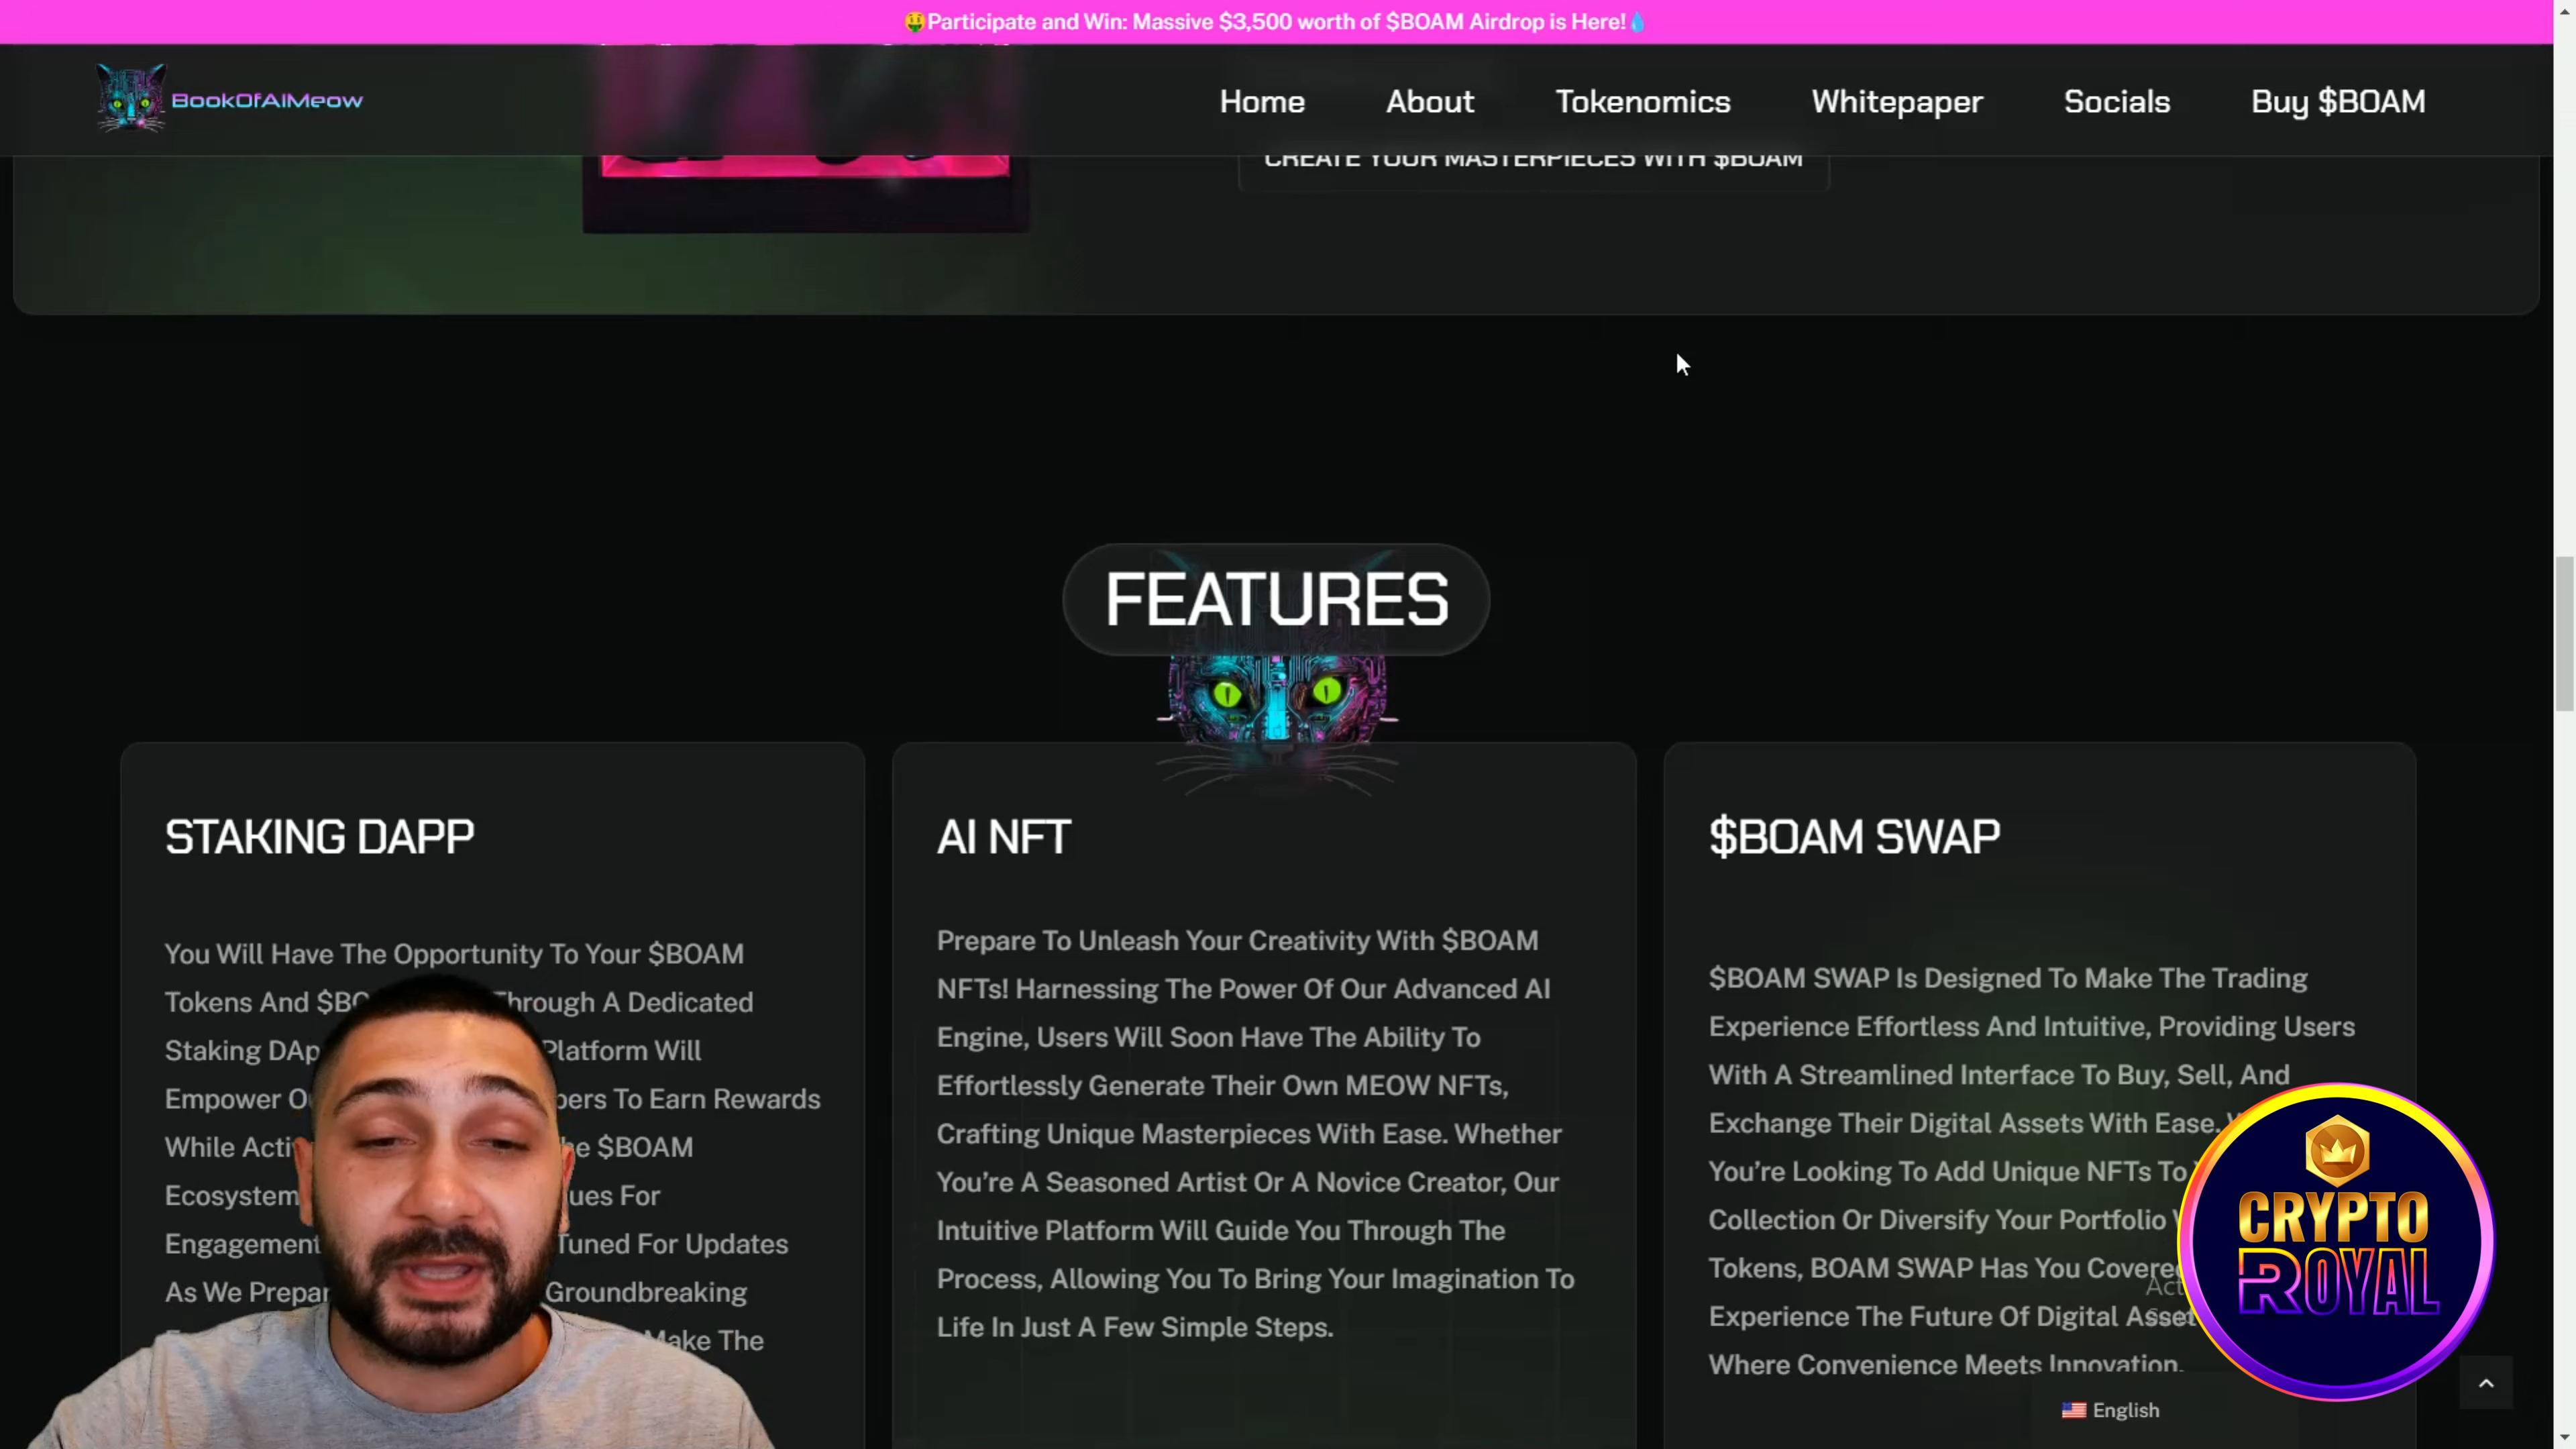 🤑Participate and Win: Massive $3,500 worth of $BOAM Airdrop is Here!💧
BookOfAIMeow
Home
About
Tokenomics
Whitepaper
Socials
Buy $BOAM
CREATE YOUR MASTERPIECES WITH $BOAM
FEATURES
STAKING DAPP
You Will Have The Opportunity To Your $BOAM
Tokens And Through A Dedicated
Staking Platform Will
Empower To Earn Rewards
While $BOAM
Ecosystem For
Engagement Tuned For Updates
As We Groundbreaking
Make The
AI NFT
Prepare To Unleash Your Creativity With $BOAM
NFTs! Harnessing The Power Of Our Advanced AI
Engine, Users Will Soon Have The Ability To
Effortlessly Generate Their Own MEOW NFTs,
Crafting Unique Masterpieces With Ease. Whether
You’re A Seasoned Artist Or A Novice Creator, Our
Intuitive Platform Will Guide You Through The
Process, Allowing You To Bring Your Imagination To
Life In Just A Few Simple Steps.
$BOAM SWAP
$BOAM SWAP Is Designed To Make The Trading
Experience Effortless And Intuitive, Providing Users
With A Streamlined Interface To Buy, Sell, And
Exchange Their Digital Assets With Ease.
You’re Looking To Add Unique NFTs To
Collection Or Diversify Your Portfolio
Tokens, BOAM SWAP Has You Covered
Experience The Future Of Digital Asset
Where Convenience Meets Innovation.
CRYPTO
ROYAL
English